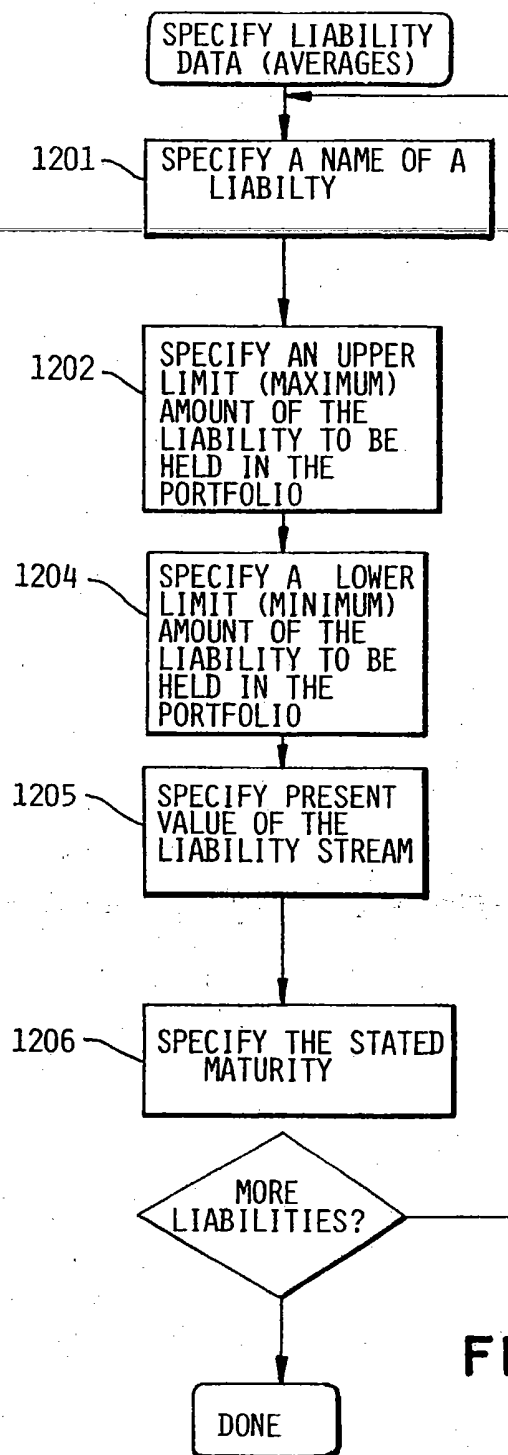 SPECIFY LIABILITY
DATA (AVERAGES)
1201
SPECIFY A NAME OF A
LIABILTY
1202
SPECIFY AN UPPER
LIMIT (MAXIMUM)
AMOUNT OF THE
LIABILITY TO BE
HELD IN THE
PORTFOLIO
1204
SPECIFY A LOWER
LIMIT (MINIMUM)
AMOUNT OF THE
LIABILITY TO BE
HELD IN THE
PORTFOLIO
1205
SPECIFY PRESENT
VALUE OF THE
LIABILITY STREAM
1206
SPECIFY THE STATED
MATURITY
MORE
LIABILITIES?
DONE